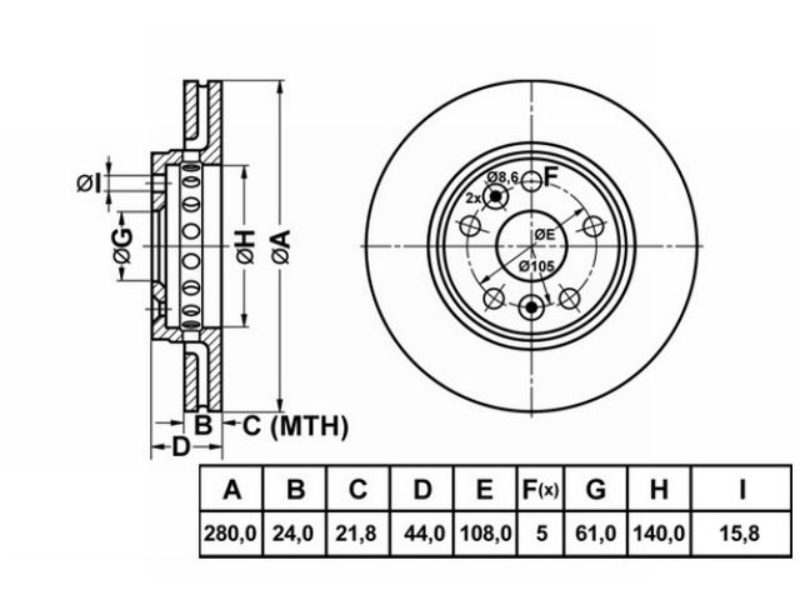 ØI
ØG
ØH
ØA
B
C (MTH)
D
Ø8,6
F
2x
ØE
Ø105
A B C D E F(x) G H I
280,0 24,0 21,8 44,0 108,0 5 61,0 140,0 15,8